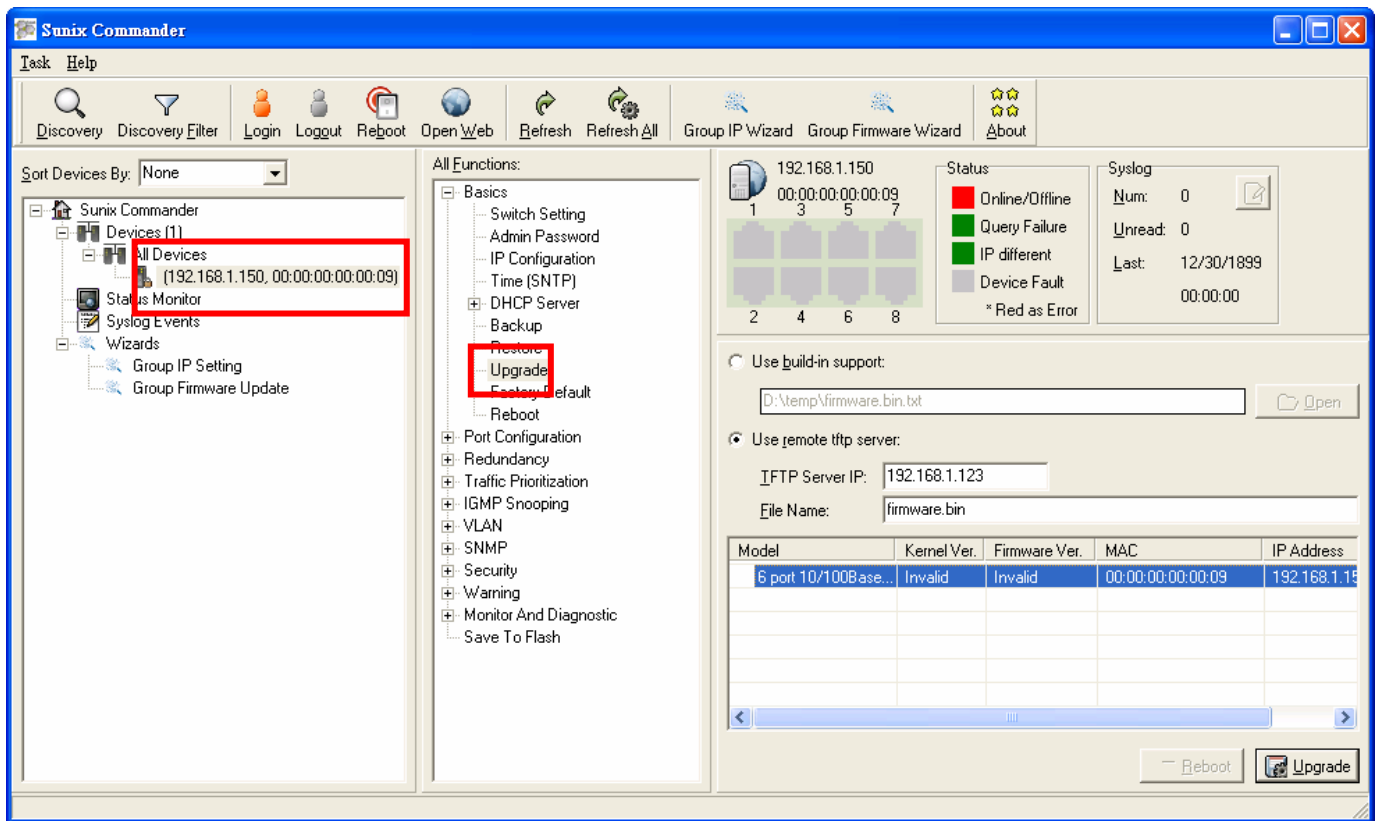 Sunix Commander
Task Help
Discovery Discovery Filter Login Logout Reboot Open Web Refresh Refresh All Group IP Wizard Group Firmware Wizard About
Sort Devices By: None
Sunix Commander
Devices (1)
All Devices
(192.168.1.150, 00:00:00:00:00:09)
Status Monitor
Syslog Events
Wizards
Group IP Setting
Group Firmware Update
All Functions:
Basics
Switch Setting
Admin Password
IP Configuration
Time (SNTP)
DHCP Server
Backup
Restore
Upgrade
Factory Default
Reboot
Port Configuration
Redundancy
Traffic Prioritization
IGMP Snooping
VLAN
SNMP
Security
Warning
Monitor And Diagnostic
Save To Flash
192.168.1.150
00:00:00:00:00:09
1 3 5 7
2 4 6 8
Status
Online/Offline
Query Failure
IP different
Device Fault
* Red as Error
Syslog
Num: 0
Unread: 0
Last: 12/30/1899
00:00:00
Use build-in support:
D:\temp\firmware.bin.txt Open
Use remote tftp server:
TFTP Server IP: 192.168.1.123
File Name: firmware.bin
Model Kernel Ver. Firmware Ver. MAC IP Address
6 port 10/100Base... Invalid Invalid 00:00:00:00:00:09 192.168.1.15
Reboot Upgrade